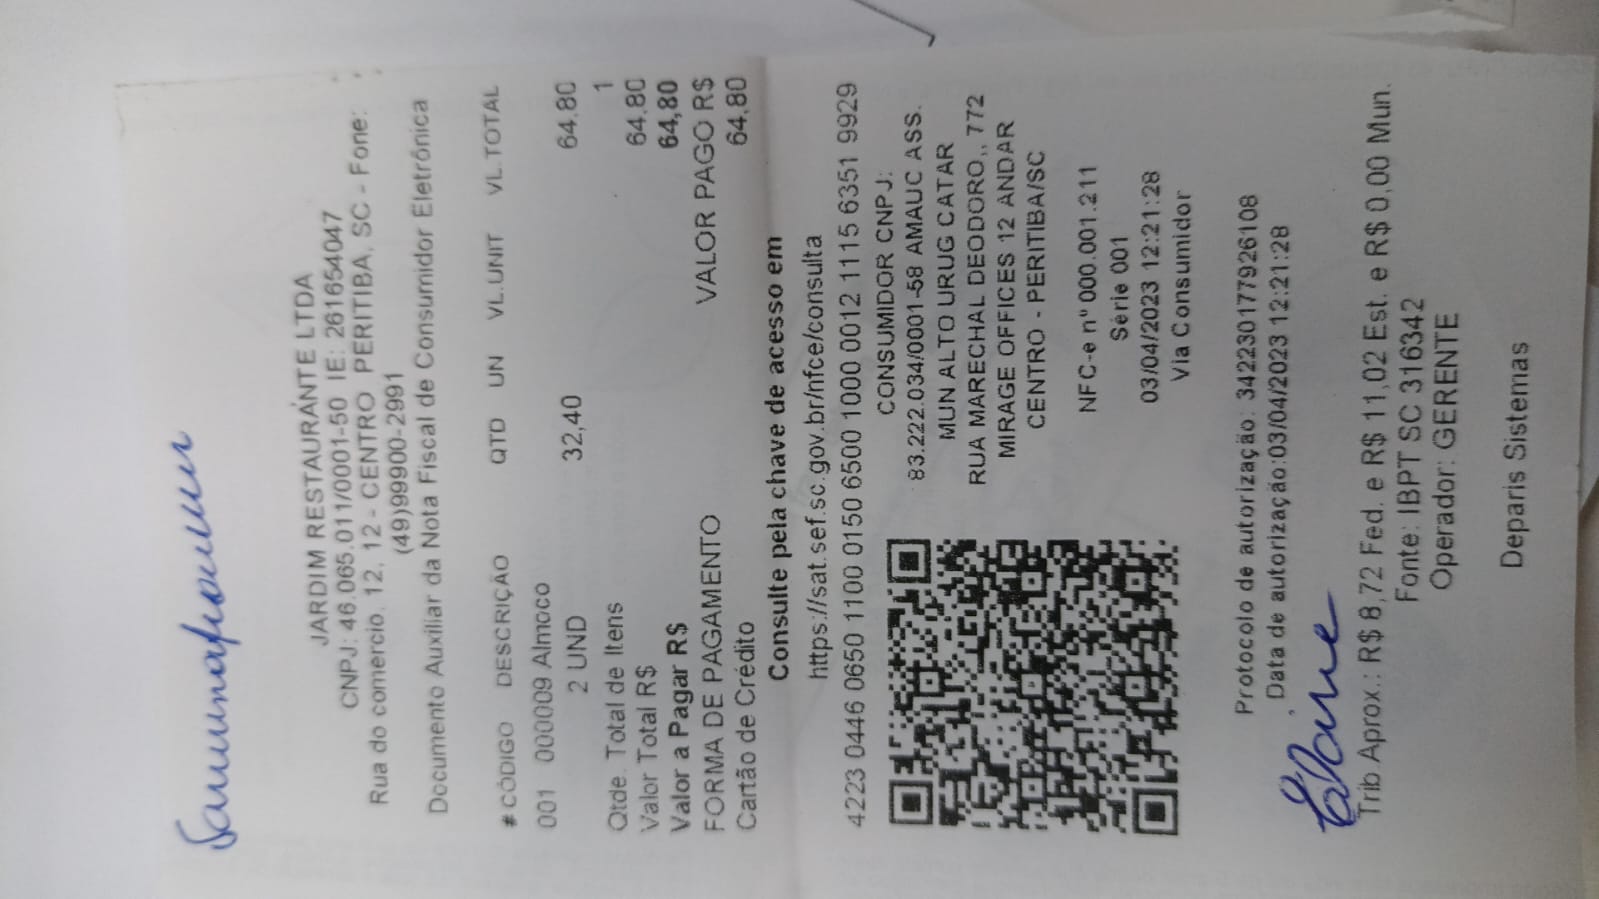 JARDIM RESTAURANTE LTDA
CNPJ: 46.065.011/0001-50 IE: 261654047
Rua do comercio, 12, 12 - CENTRO PERITIBA, SC - Fone:
(49)99900-2991
Documento Auxiliar da Nota Fiscal de Consumidor Eletrônica
#CÓDIGO DESCRIÇÃO QTD UN VL.UNIT VL.TOTAL
001 000009 Almoco
2 UND 32,40 64,80
Qtde. Total de Itens 1
Valor Total R$ 64,80
Valor a Pagar R$ 64,80
FORMA DE PAGAMENTO VALOR PAGO R$
Cartão de Crédito 64,80
Consulte pela chave de acesso em
https://sat.sef.sc.gov.br/nfce/consulta
4223 0446 0650 1100 0150 6500 1000 0012 1115 6351 9929
CONSUMIDOR CNPJ:
83.222.034/0001-58 AMAUC ASS.
MUN ALTO URUG CATAR
RUA MARECHAL DEODORO,, 772
MIRAGE OFFICES 12 ANDAR
CENTRO - PERITIBA/SC
NFC-e nº 000.001.211
Série 001
03/04/2023 12:21:28
Via Consumidor
Protocolo de autorização: 342230177926108
Data de autorização:03/04/2023 12:21:28
Trib Aprox.: R$ 8,72 Fed. e R$ 11,02 Est. e R$ 0,00 Mun.
Fonte: IBPT SC 316342
Operador: GERENTE
Deparis Sistemas